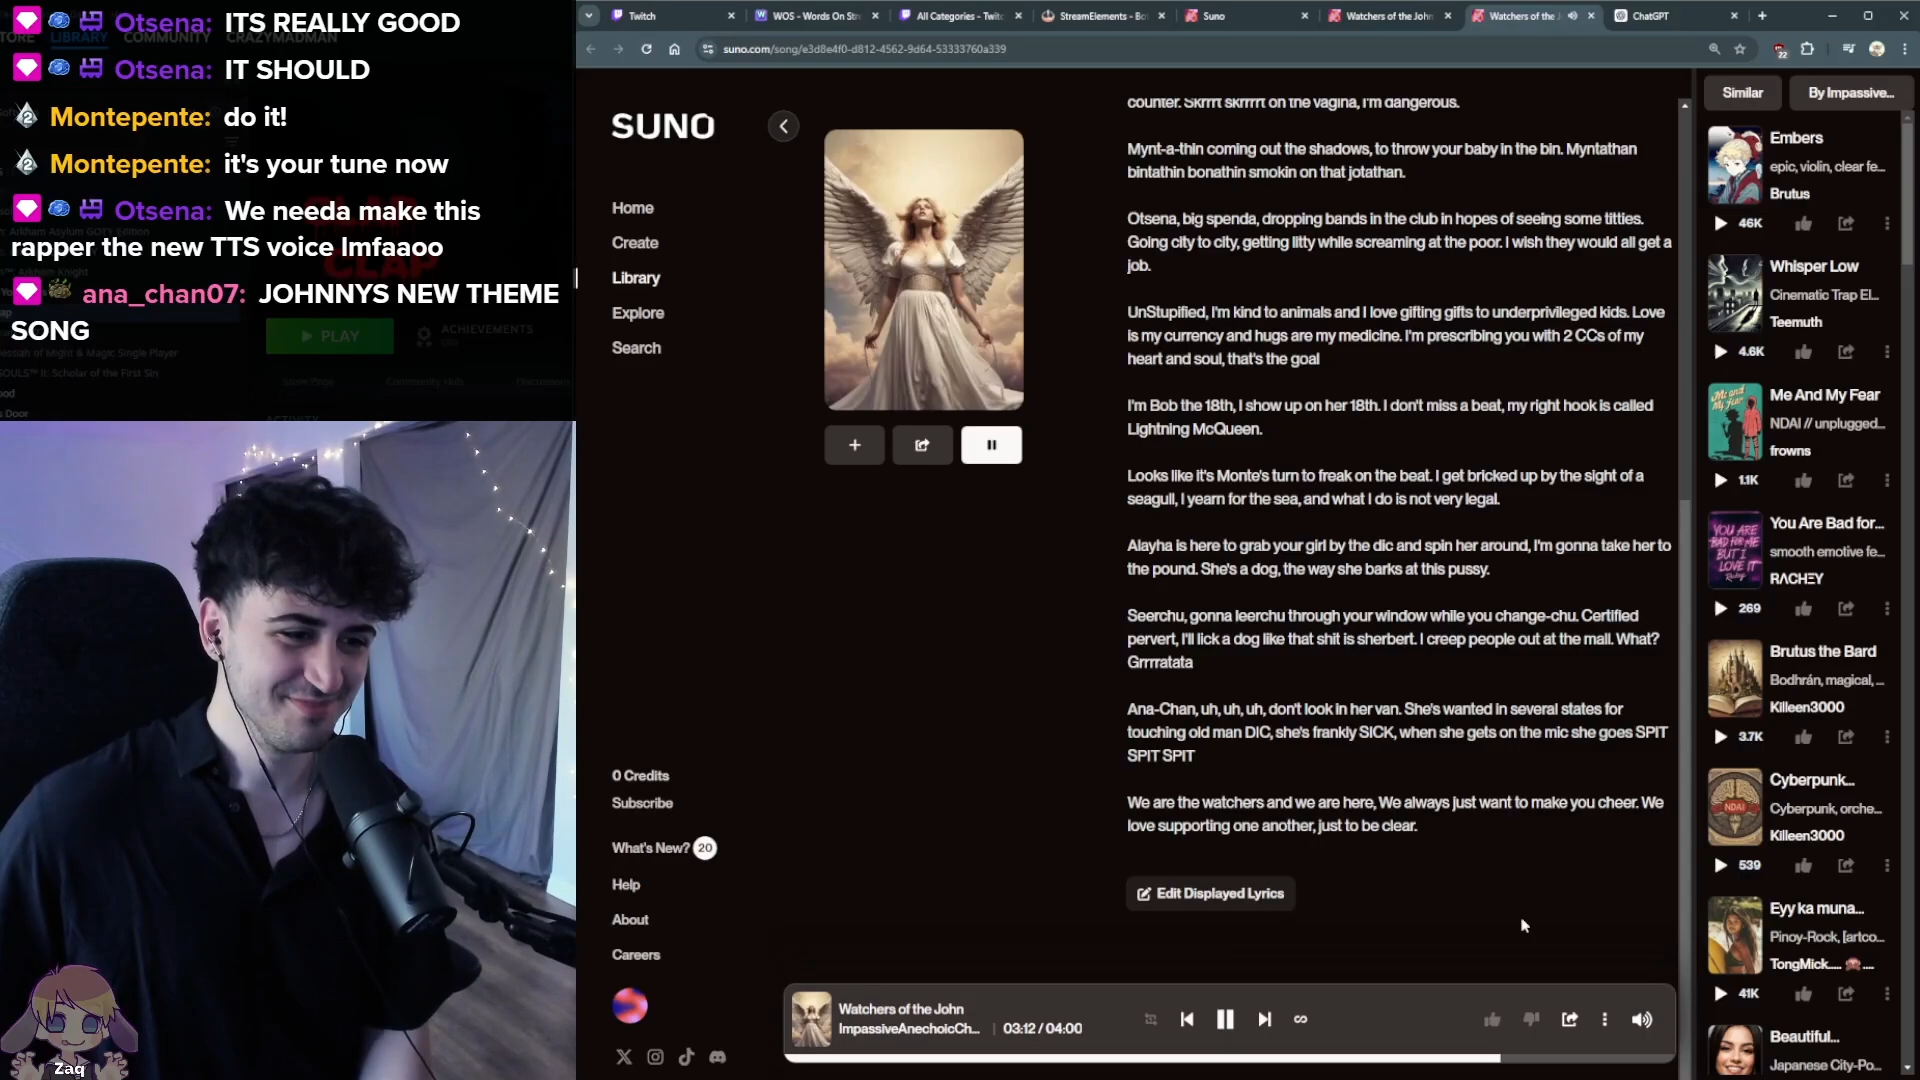 Otsena: ITS REALLY GOOD
Otsena: IT SHOULD
Montepente: do it!
Montepente: it's your tune now
Otsena: We needa make this
rapper the new TTS voice lmfaaoo
ana_chan07: JOHNNYS NEW THEME
SONG
LIBRARY
COMMUNITY
CRAZYMADMAN
PLAY
ACHIEVEMENTS
Store Page
Community Hub
Discussions
Zaq
Twitch
WOS - Words On Str
All Categories - Twitc
StreamElements - Bo
Suno
Watchers of the John
Watchers of the J
ChatGPT
suno.com/song/e3d8e4f0-d812-4562-9d64-53333760a339
22
SUNO
Home
Create
Library
Explore
Search
0 Credits
Subscribe
What's New? 20
Help
About
Careers
counter. Skrrrt skrrrrt on the vagina, I'm dangerous.
Mynt-a-thin coming out the shadows, to throw your baby in the bin. Myntathan
bintathin bonathin smokin on that jotathan.
Otsena, big spenda, dropping bands in the club in hopes of seeing some titties.
Going city to city, getting litty while screaming at the poor. I wish they would all get a
job.
UnStupified, I'm kind to animals and I love gifting gifts to underprivileged kids. Love
is my currency and hugs are my medicine. I'm prescribing you with 2 CCs of my
heart and soul, that's the goal
I'm Bob the 18th, I show up on her 18th. I don't miss a beat, my right hook is called
Lightning McQueen.
Looks like it's Monte's turn to freak on the beat. I get bricked up by the sight of a
seagull, I yearn for the sea, and what I do is not very legal.
Alayha is here to grab your girl by the dic and spin her around, I'm gonna take her to
the pound. She's a dog, the way she barks at this pussy.
Seerchu, gonna leerchu through your window while you change-chu. Certified
pervert, I'll lick a dog like that shit is sherbert. I creep people out at the mall. What?
Grrrratata
Ana-Chan, uh, uh, uh, don't look in her van. She's wanted in several states for
touching old man DIC, she's frankly SICK, when she gets on the mic she goes SPIT
SPIT SPIT
We are the watchers and we are here, We always just want to make you cheer. We
love supporting one another, just to be clear.
Edit Displayed Lyrics
Watchers of the John
ImpassiveAnechoicCh...
03:12 / 04:00
Similar
By Impassive...
Embers
epic, violin, clear fe...
Brutus
46K
Whisper Low
Cinematic Trap El...
Teemuth
4.6K
Me And My Fear
NDAI // unplugged...
frowns
1.1K
You Are Bad for...
smooth emotive fe...
RACHEY
269
Brutus the Bard
Bodhrán, magical, ...
Killeen3000
3.7K
Cyberpunk...
Cyberpunk, orche...
Killeen3000
539
Eyy ka muna...
Pinoy-Rock, [artco...
TongMick.....
41K
Beautiful...
Japanese City-Po...